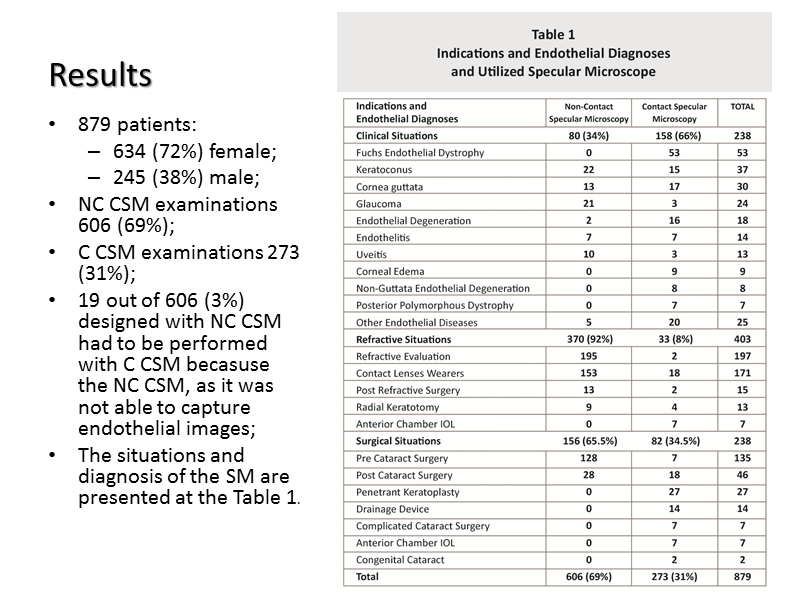 Results
• 879 patients:
– 634 (72%) female;
– 245 (38%) male;
• NC CSM examinations
606 (69%);
• C CSM examinations 273
(31%);
• 19 out of 606 (3%)
designed with NC CSM
had to be performed
with C CSM becasuse
the NC CSM, as it was
not able to capture
endothelial images;
• The situations and
diagnosis of the SM are
presented at the Table 1.
Table 1
Indications and Endothelial Diagnoses
and Utilized Specular Microscope
Indications and Endothelial Diagnoses Non-Contact Specular Microscopy Contact Specular Microscopy TOTAL
Clinical Situations 80 (34%) 158 (66%) 238
Fuchs Endothelial Dystrophy 0 53 53
Keratoconus 22 15 37
Cornea guttata 13 17 30
Glaucoma 21 3 24
Endothelial Degeneration 2 16 18
Endothelitis 7 7 14
Uveitis 10 3 13
Corneal Edema 0 9 9
Non-Guttata Endothelial Degeneration 0 8 8
Posterior Polymorphous Dystrophy 0 7 7
Other Endothelial Diseases 5 20 25
Refractive Situations 370 (92%) 33 (8%) 403
Refractive Evaluation 195 2 197
Contact Lenses Wearers 153 18 171
Post Refractive Surgery 13 2 15
Radial Keratotomy 9 4 13
Anterior Chamber IOL 0 7 7
Surgical Situations 156 (65.5%) 82 (34.5%) 238
Pre Cataract Surgery 128 7 135
Post Cataract Surgery 28 18 46
Penetrant Keratoplasty 0 27 27
Drainage Device 0 14 14
Complicated Cataract Surgery 0 7 7
Anterior Chamber IOL 0 7 7
Congenital Cataract 0 2 2
Total 606 (69%) 273 (31%) 879